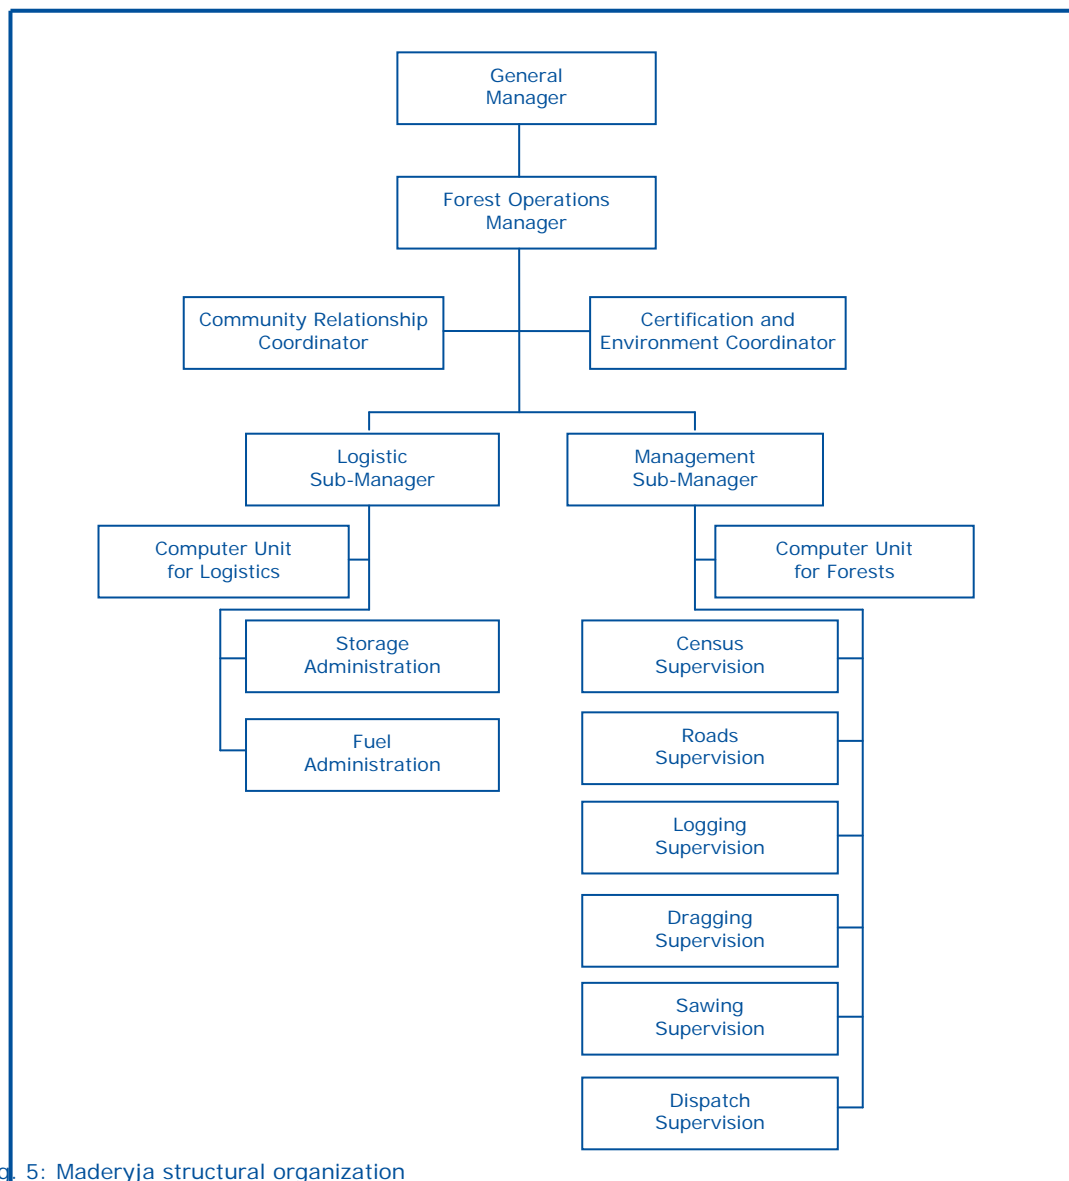 General
Manager
Forest Operations
Manager
Community Relationship
Coordinator
Certification and
Environment Coordinator
Logistic
Sub-Manager
Management
Sub-Manager
Computer Unit
for Logistics
Computer Unit
for Forests
Storage
Administration
Fuel
Administration
Census
Supervision
Roads
Supervision
Logging
Supervision
Dragging
Supervision
Sawing
Supervision
Dispatch
Supervision
5: Maderyja structural organization